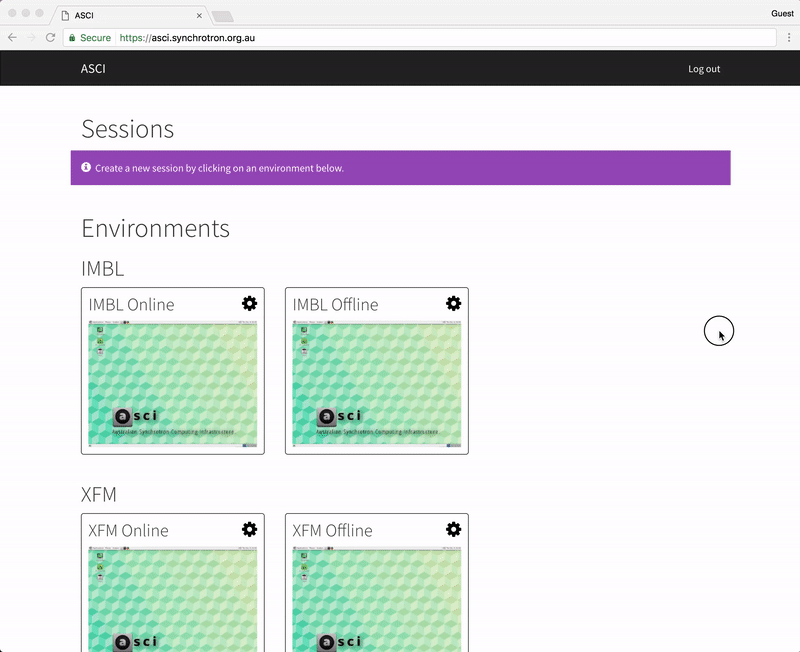 ASCI
Guest
Secure https://asci.synchrotron.org.au
ASCI
Log out
Sessions
Create a new session by clicking on an environment below.
Environments
IMBL
IMBL Online
IMBL Offline
asci
Australian Synchrotron Computing Infrastructure
asci
Australian Synchrotron Computing Infrastructure
XFM
XFM Online
XFM Offline
asci
asci